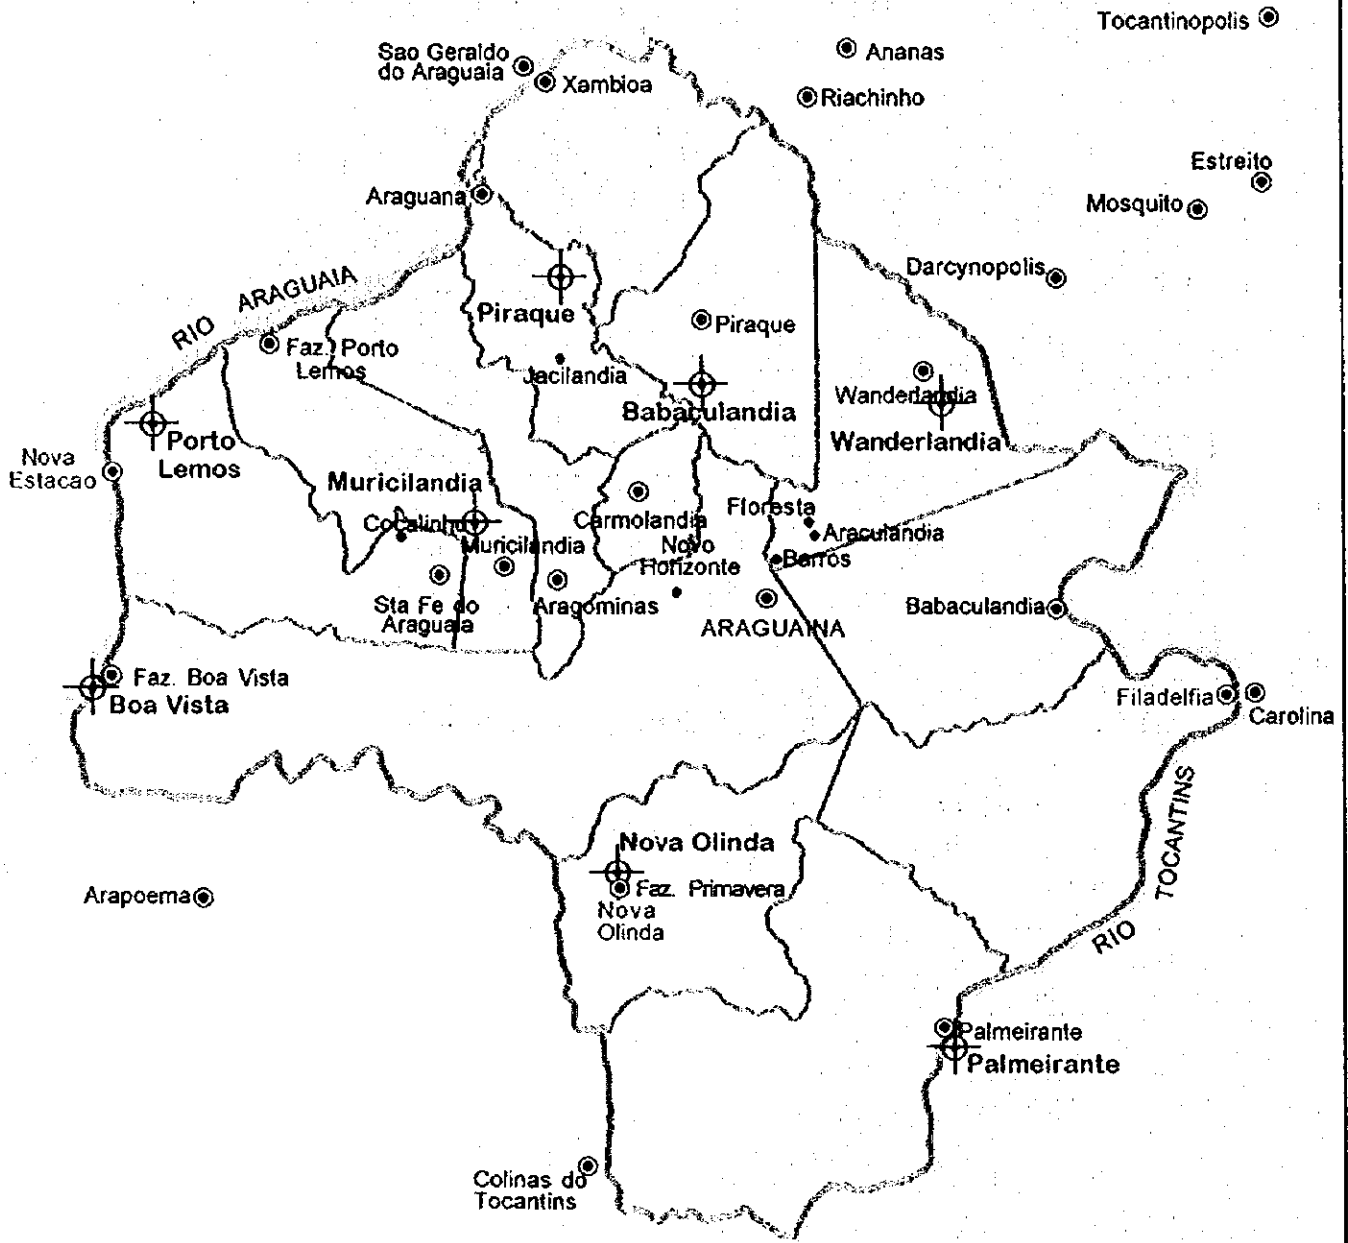 Tocantinopolis
Sao Geraldo
do Araguaia
Xambioa
Ananas
Riachinho
Estreito
Mosquito
Araguana
Darcynopolis
RIO ARAGUAIA
Piraque
Piraque
Faz. Porto
Lemos
Jacilandia
Wanderlandia
Babaculandia
Wanderlandia
Porto
Lemos
Nova
Estacao
Muricilandia
Cocalinho
Muricilandia
Carmolandia
Floresta
Araculandia
Novo
Horizonte
Barros
Sta Fe do
Araguaia
Aragominas
ARAGUAINA
Babaculandia
Faz. Boa Vista
Boa Vista
Filadelfia
Carolina
RIO TOCANTINS
Nova Olinda
Faz. Primavera
Nova
Olinda
Arapoema
Palmeirante
Palmeirante
Colinas do
Tocantins